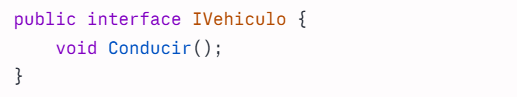 public interface IVehiculo {
    void Conducir();
}